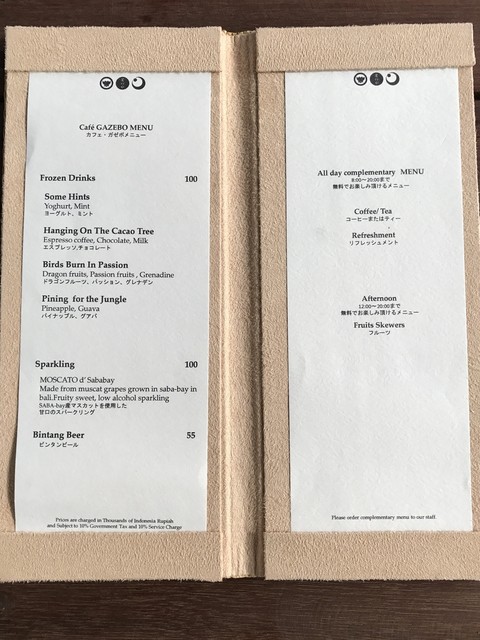 Café GAZEBO MENU
カフェ・ガゼボメニュー
Frozen Drinks 100
Some Hints
Yoghurt, Mint
ヨーグルト、ミント
Hanging On The Cacao Tree
Espresso coffee, Chocolate, Milk
エスプレッソ,チョコレート
Birds Burn In Passion
Dragon fruits, Passion fruits , Grenadine
ドラゴンフルーツ、パッション、グレナデン
Pining for the Jungle
Pineapple, Guava
パイナップル、グアバ
Sparkling 100
MOSCATO d’ Sababay
Made from muscat grapes grown in saba-bay in
bali.Fruity sweet, low alcohol sparkling
SABA-bay産マスカットを使用した
甘口のスパークリング
Bintang Beer 55
ビンタンビール
Prices are charged in Thousands of Indonesia Rupiah
and Subject to 10% Government Tax and 10% Service Charge
All day complementary MENU
8:00～20:00まで
無料でお楽しみ頂けるメニュー
Coffee/ Tea
コーヒーまたはティー
Refreshment
リフレッシュメント
Afternoon
12:00～20:00まで
無料でお楽しみ頂けるメニュー
Fruits Skewers
フルーツ
Please order complementary menu to our staff.